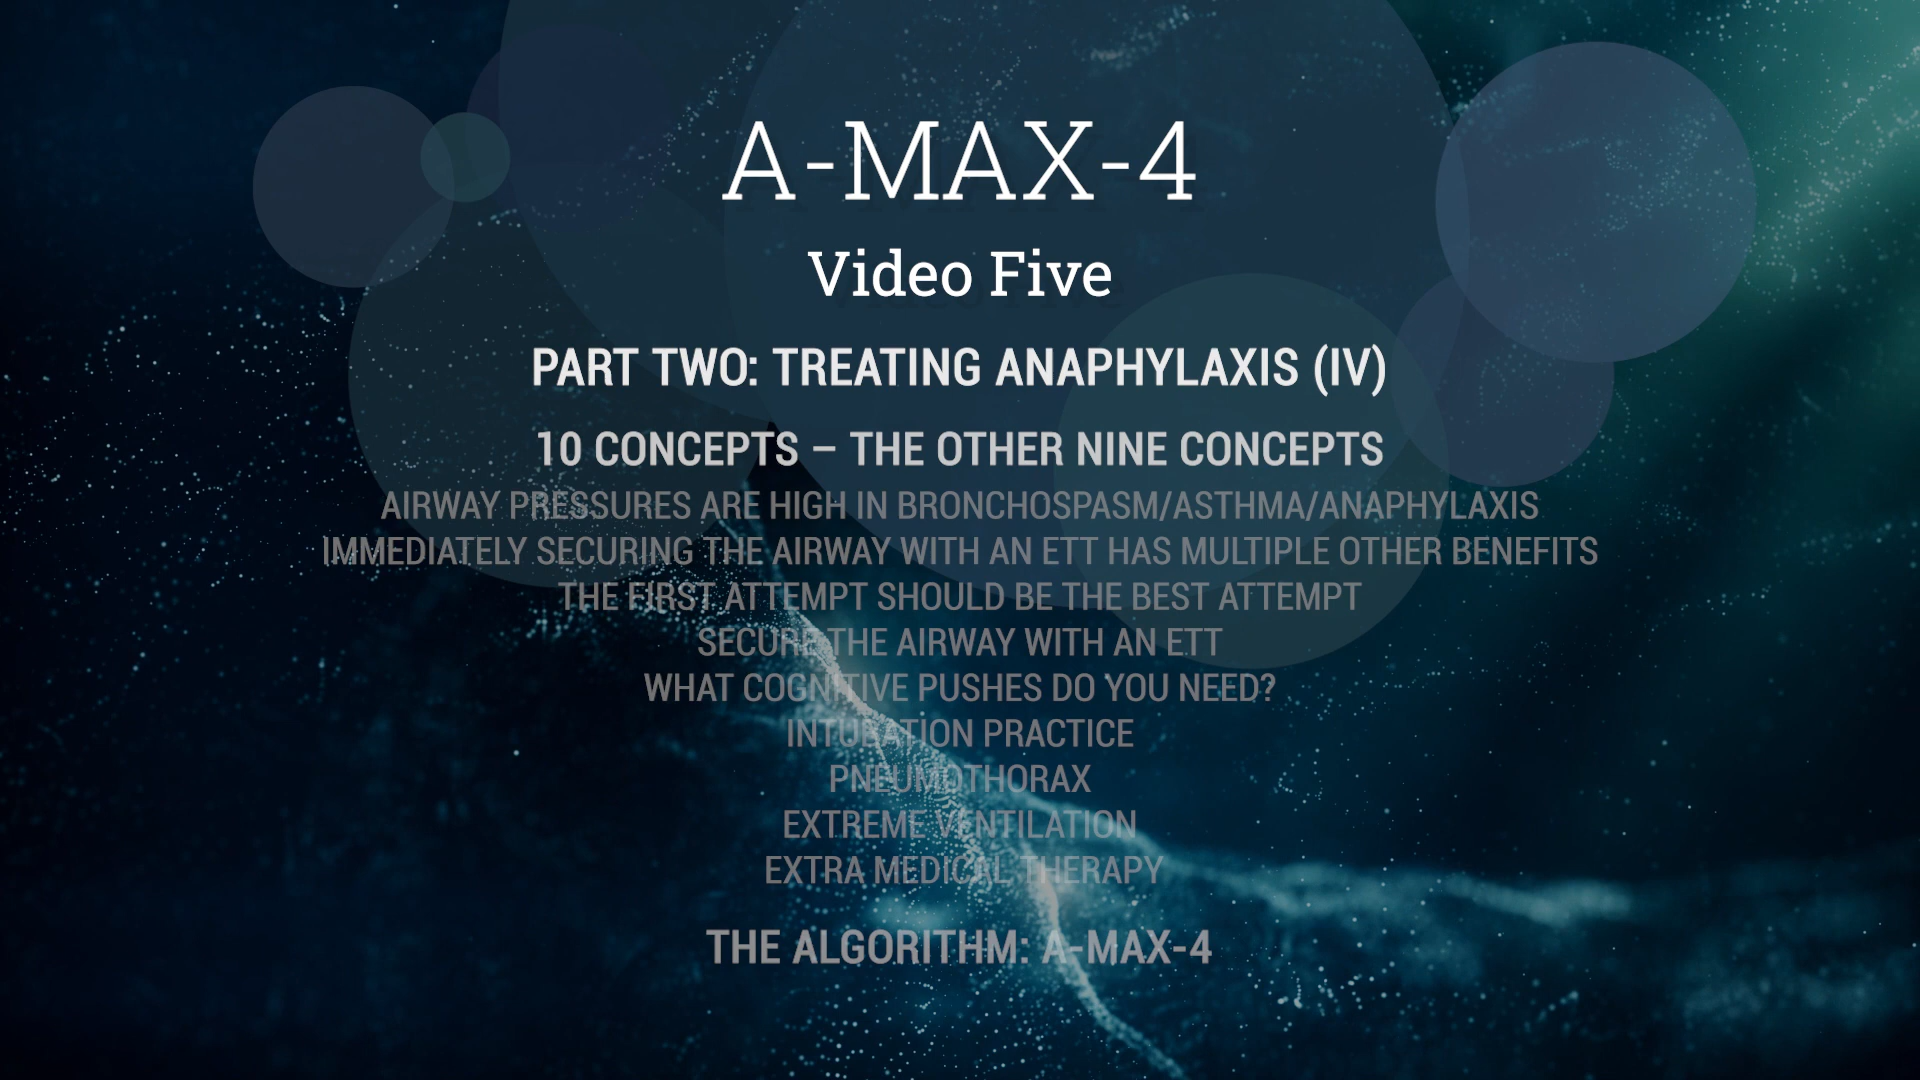 A-MAX-4
Video Five
PART TWO: TREATING ANAPHYLAXIS (IV)
10 CONCEPTS – THE OTHER NINE CONCEPTS
AIRWAY PRESSURES ARE HIGH IN BRONCHOSPASM/ASTHMA/ANAPHYLAXIS
IMMEDIATELY SECURING THE AIRWAY WITH AN ETT HAS MULTIPLE OTHER BENEFITS
THE FIRST ATTEMPT SHOULD BE THE BEST ATTEMPT
SECURE THE AIRWAY WITH AN ETT
WHAT COGNITIVE PUSHES DO YOU NEED?
INTUBATION PRACTICE
PNEUMOTHORAX
EXTREME VENTILATION
EXTRA MEDICAL THERAPY
THE ALGORITHM: A-MAX-4